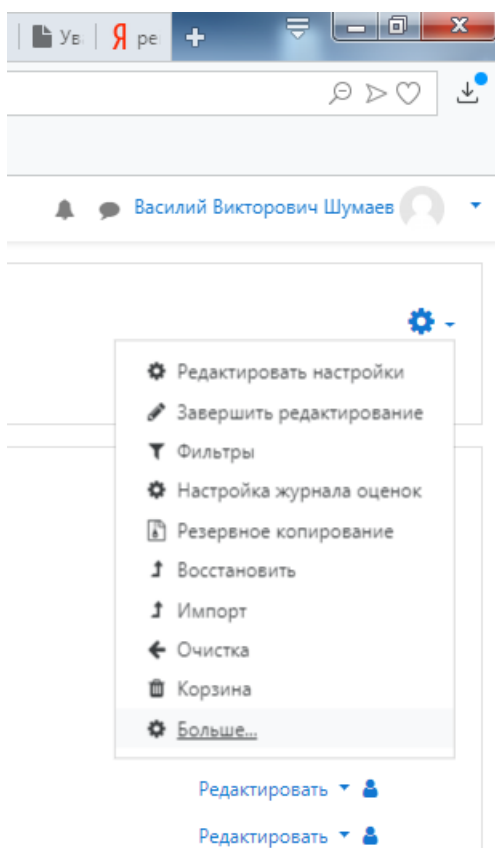 Ув
Я ре
Василий Викторович Шумаев
Редактировать настройки
Завершить редактирование
Фильтры
Настройка журнала оценок
Резервное копирование
Восстановить
Импорт
Очистка
Корзина
Больше...
Редактировать
Редактировать